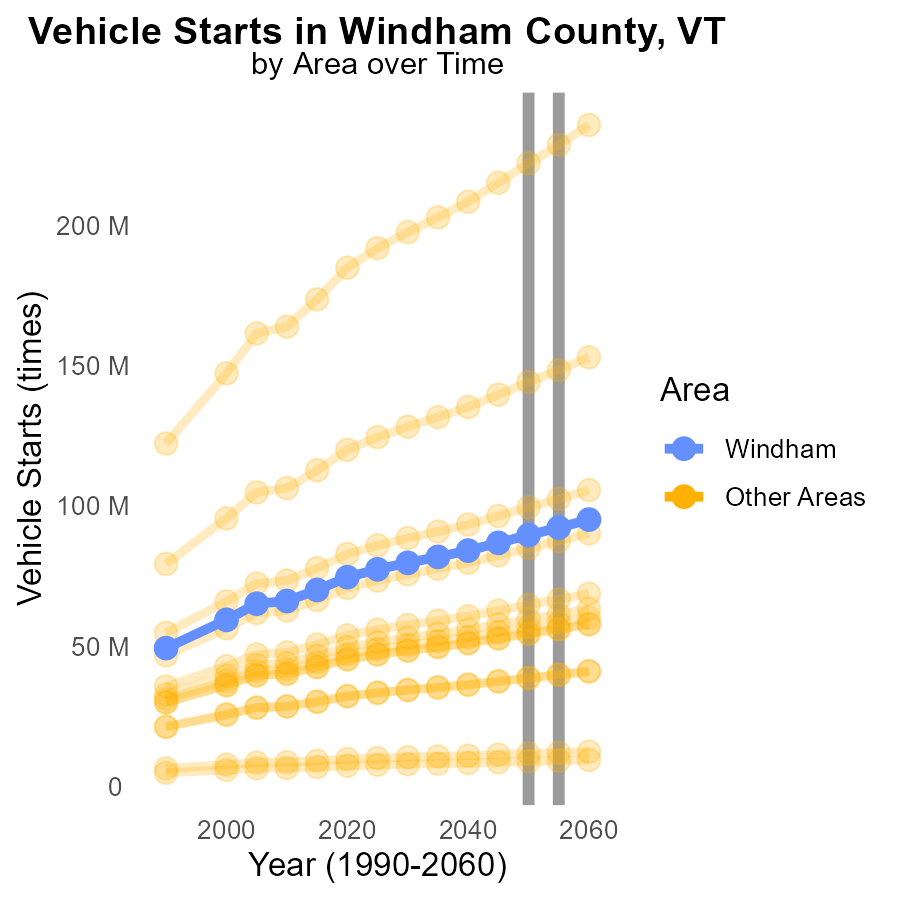 Vehicle Starts in Windham County, VT
by Area over Time
Vehicle Starts (times)
200 M
150 M
100 M
50 M
0
2000 2020 2040 2060
Year (1990-2060)
Area
Windham
Other Areas